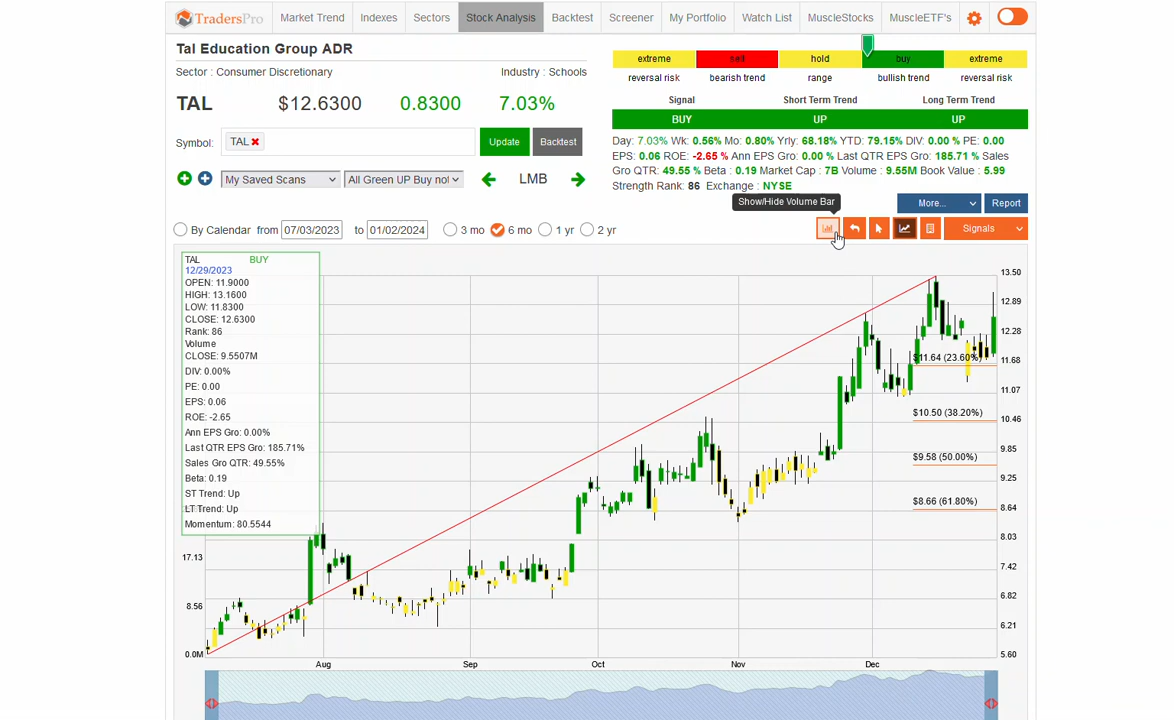 TradersPro Market Trend Indexes Sectors Stock Analysis Backtest Screener My Portfolio Watch List MuscleStocks MuscleETF's
Tal Education Group ADR
Sector : Consumer Discretionary Industry : Schools
TAL $12.6300 0.8300 7.03%
Symbol: TAL Update Backtest
My Saved Scans All Green UP Buy not LMB
extreme sell hold buy extreme
reversal risk bearish trend range bullish trend reversal risk
Signal Short Term Trend Long Term Trend
BUY UP UP
Day: 7.03% Wk: 0.56% Mo: 0.80% Yrly: 68.18% YTD: 79.15% DIV: 0.00 % PE: 0.00
EPS: 0.06 ROE: -2.65 % Ann EPS Gro: 0.00 % Last QTR EPS Gro: 185.71 % Sales
Gro QTR: 49.55 % Beta : 0.19 Market Cap : 7B Volume : 9.55M Book Value : 5.99
Strength Rank: 86 Exchange : NYSE
Show/Hide Volume Bar
More... Report
By Calendar from 07/03/2023 to 01/02/2024 3 mo 6 mo 1 yr 2 yr Signals
TAL BUY
12/29/2023
OPEN: 11.9000
HIGH: 13.1600
LOW: 11.8300
CLOSE: 12.6300
Rank: 86
Volume
CLOSE: 9.5507M
DIV: 0.00%
PE: 0.00
EPS: 0.06
ROE: -2.65
Ann EPS Gro: 0.00%
Last QTR EPS Gro: 185.71%
Sales Gro QTR: 49.55%
Beta: 0.19
ST Trend: Up
LT Trend: Up
Momentum: 80.5544
17.13
8.56
0.0M
$11.64 (23.60%)
$10.50 (38.20%)
$9.58 (50.00%)
$8.66 (61.80%)
13.50
12.89
12.28
11.68
11.07
10.46
9.85
9.25
8.64
8.03
7.42
6.82
6.21
5.60
Aug Sep Oct Nov Dec